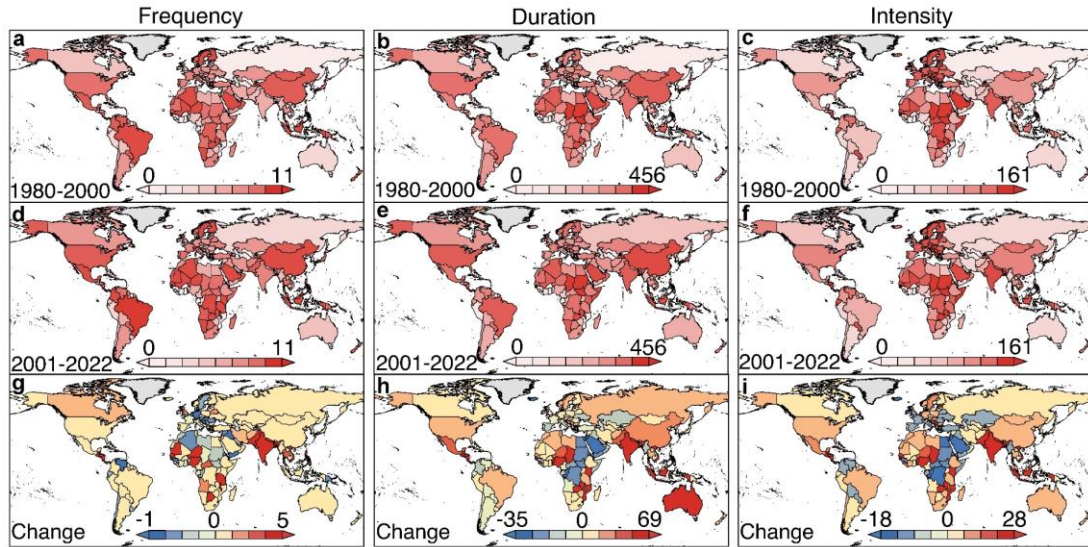 Frequency Duration Intensity
a b c
0 11 0 456 0 161
1980-2000 1980-2000 1980-2000
d e f
0 11 0 456 0 161
2001-2022 2001-2022 2001-2022
g h i
-1 0 5 -35 0 69 -18 0 28
Change Change Change